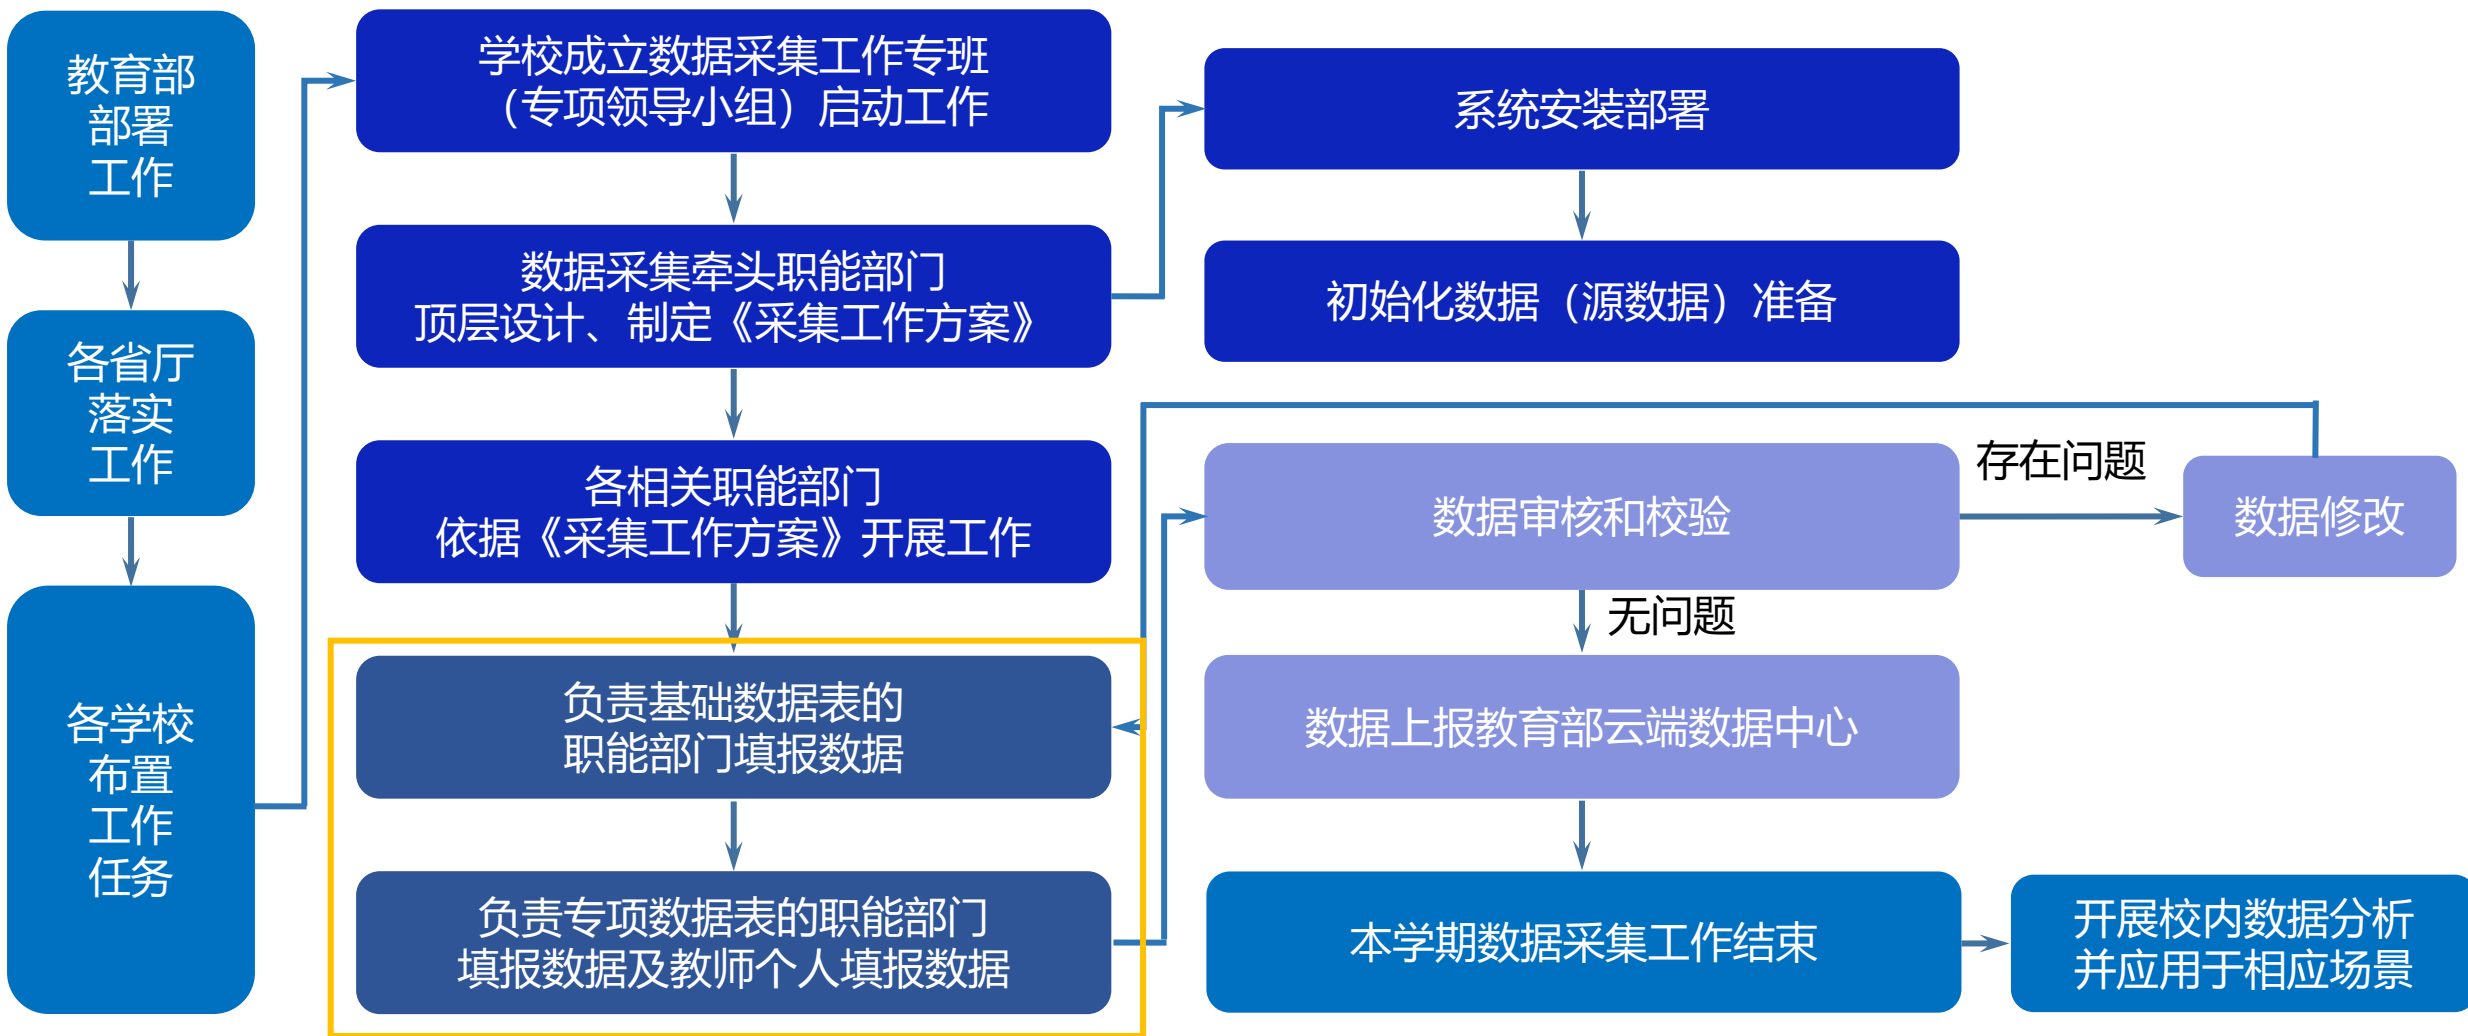 教育部
部署
工作
各省厅
落实
工作
各学校
布置
工作
任务
学校成立数据采集工作专班
（专项领导小组）启动工作
数据采集牵头职能部门
顶层设计、制定《采集工作方案》
各相关职能部门
依据《采集工作方案》开展工作
负责基础数据表的
职能部门填报数据
负责专项数据表的职能部门
填报数据及教师个人填报数据
系统安装部署
初始化数据（源数据）准备
数据审核和校验
存在问题
数据修改
无问题
数据上报教育部云端数据中心
本学期数据采集工作结束
开展校内数据分析
并应用于相应场景